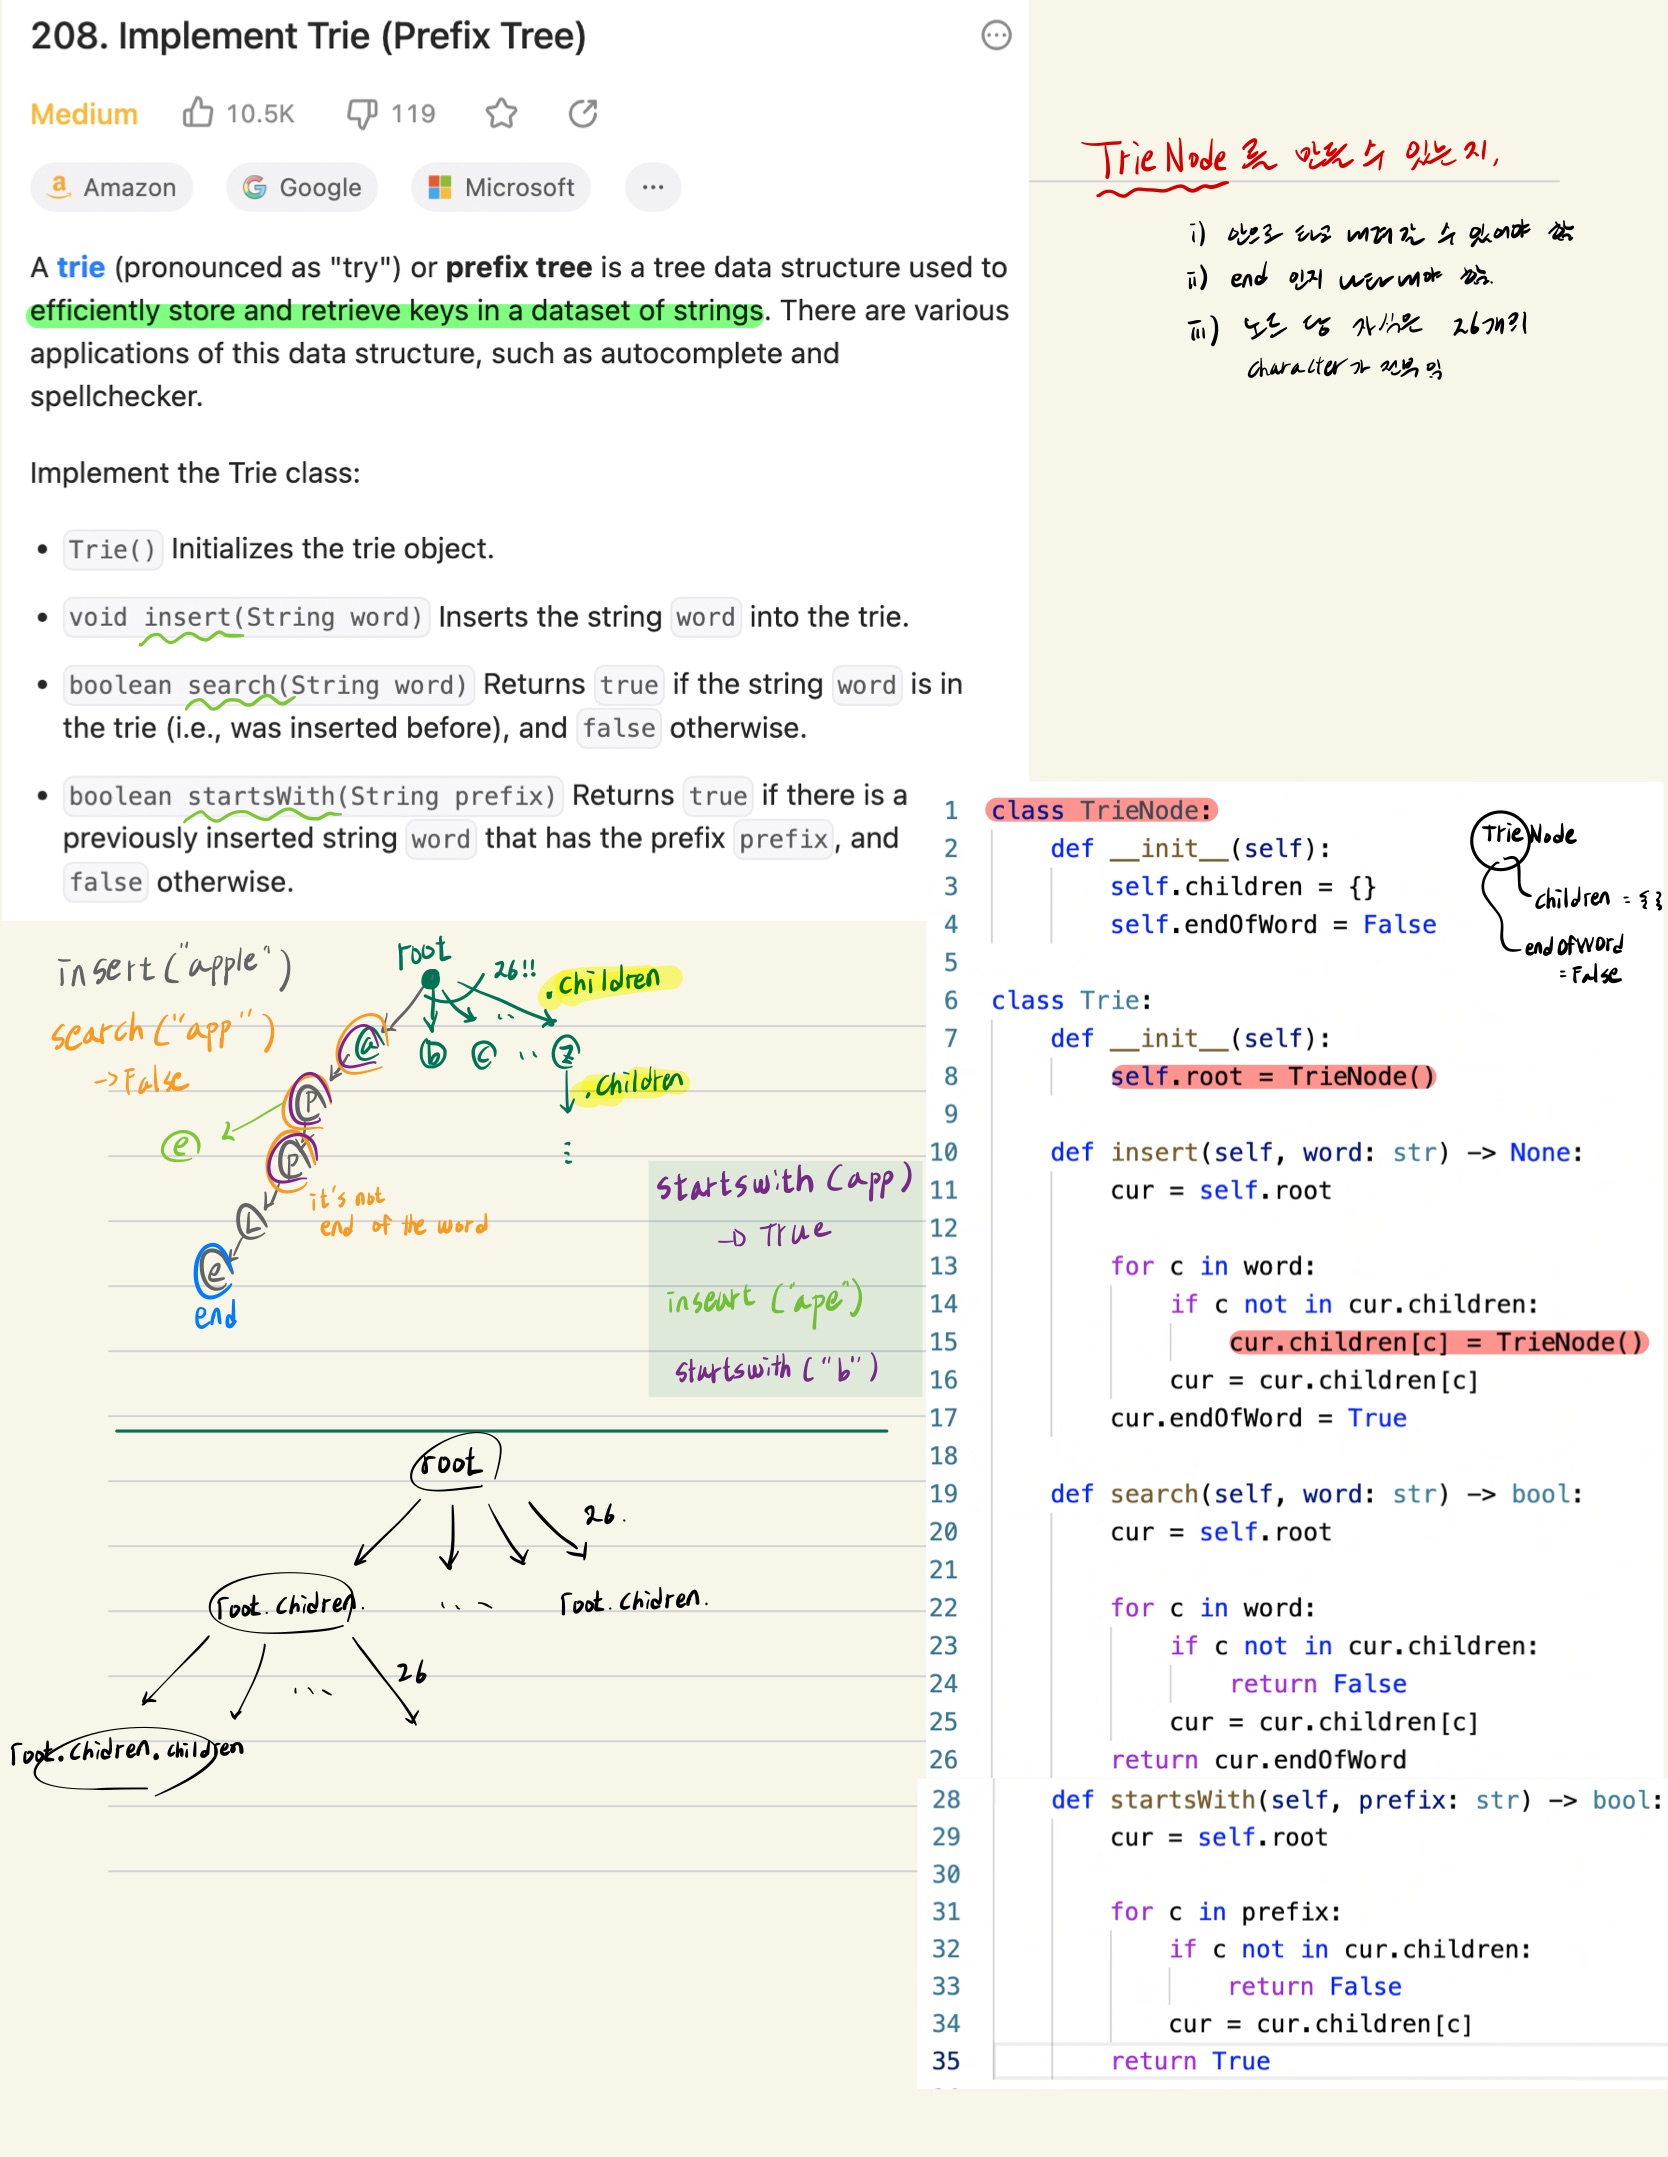 208. Implement Trie (Prefix Tree)
Medium 10.5K 119
Amazon Google Microsoft ...
A trie (pronounced as "try") or prefix tree is a tree data structure used to
efficiently store and retrieve keys in a dataset of strings. There are various
applications of this data structure, such as autocomplete and
spellchecker.
Implement the Trie class:
• Trie() Initializes the trie object.
• void insert(String word) Inserts the string word into the trie.
• boolean search(String word) Returns true if the string word is in
the trie (i.e., was inserted before), and false otherwise.
• boolean startsWith(String prefix) Returns true if there is a
previously inserted string word that has the prefix prefix, and
false otherwise.
TrieNode 를 만들 수 있는지,
i) 안으로 타고 내려갈 수 있어야 함
ii) end 인지 나타내야 함.
iii) 노드 당 자식은 26개의
character가 전부임
insert("apple")
search("app")
->False
root
26!!
.children
a b c .. z
.children
p
e
p
it's not
end of the word
L
e
end
startswith(app)
→ True
inseurt ("ape")
startswith ("b")
root
26.
root.chidren. ... root.chidren.
... 26
root.chidren.children
1 class TrieNode:
2 def __init__(self):
3 self.children = {}
4 self.endOfWord = False
5
6 class Trie:
7 def __init__(self):
8 self.root = TrieNode()
9
10 def insert(self, word: str) -> None:
11 cur = self.root
12
13 for c in word:
14 if c not in cur.children:
15 cur.children[c] = TrieNode()
16 cur = cur.children[c]
17 cur.endOfWord = True
18
19 def search(self, word: str) -> bool:
20 cur = self.root
21
22 for c in word:
23 if c not in cur.children:
24 return False
25 cur = cur.children[c]
26 return cur.endOfWord
28 def startsWith(self, prefix: str) -> bool:
29 cur = self.root
30
31 for c in prefix:
32 if c not in cur.children:
33 return False
34 cur = cur.children[c]
35 return True
TrieNode
children = {}
endOfWord
= False